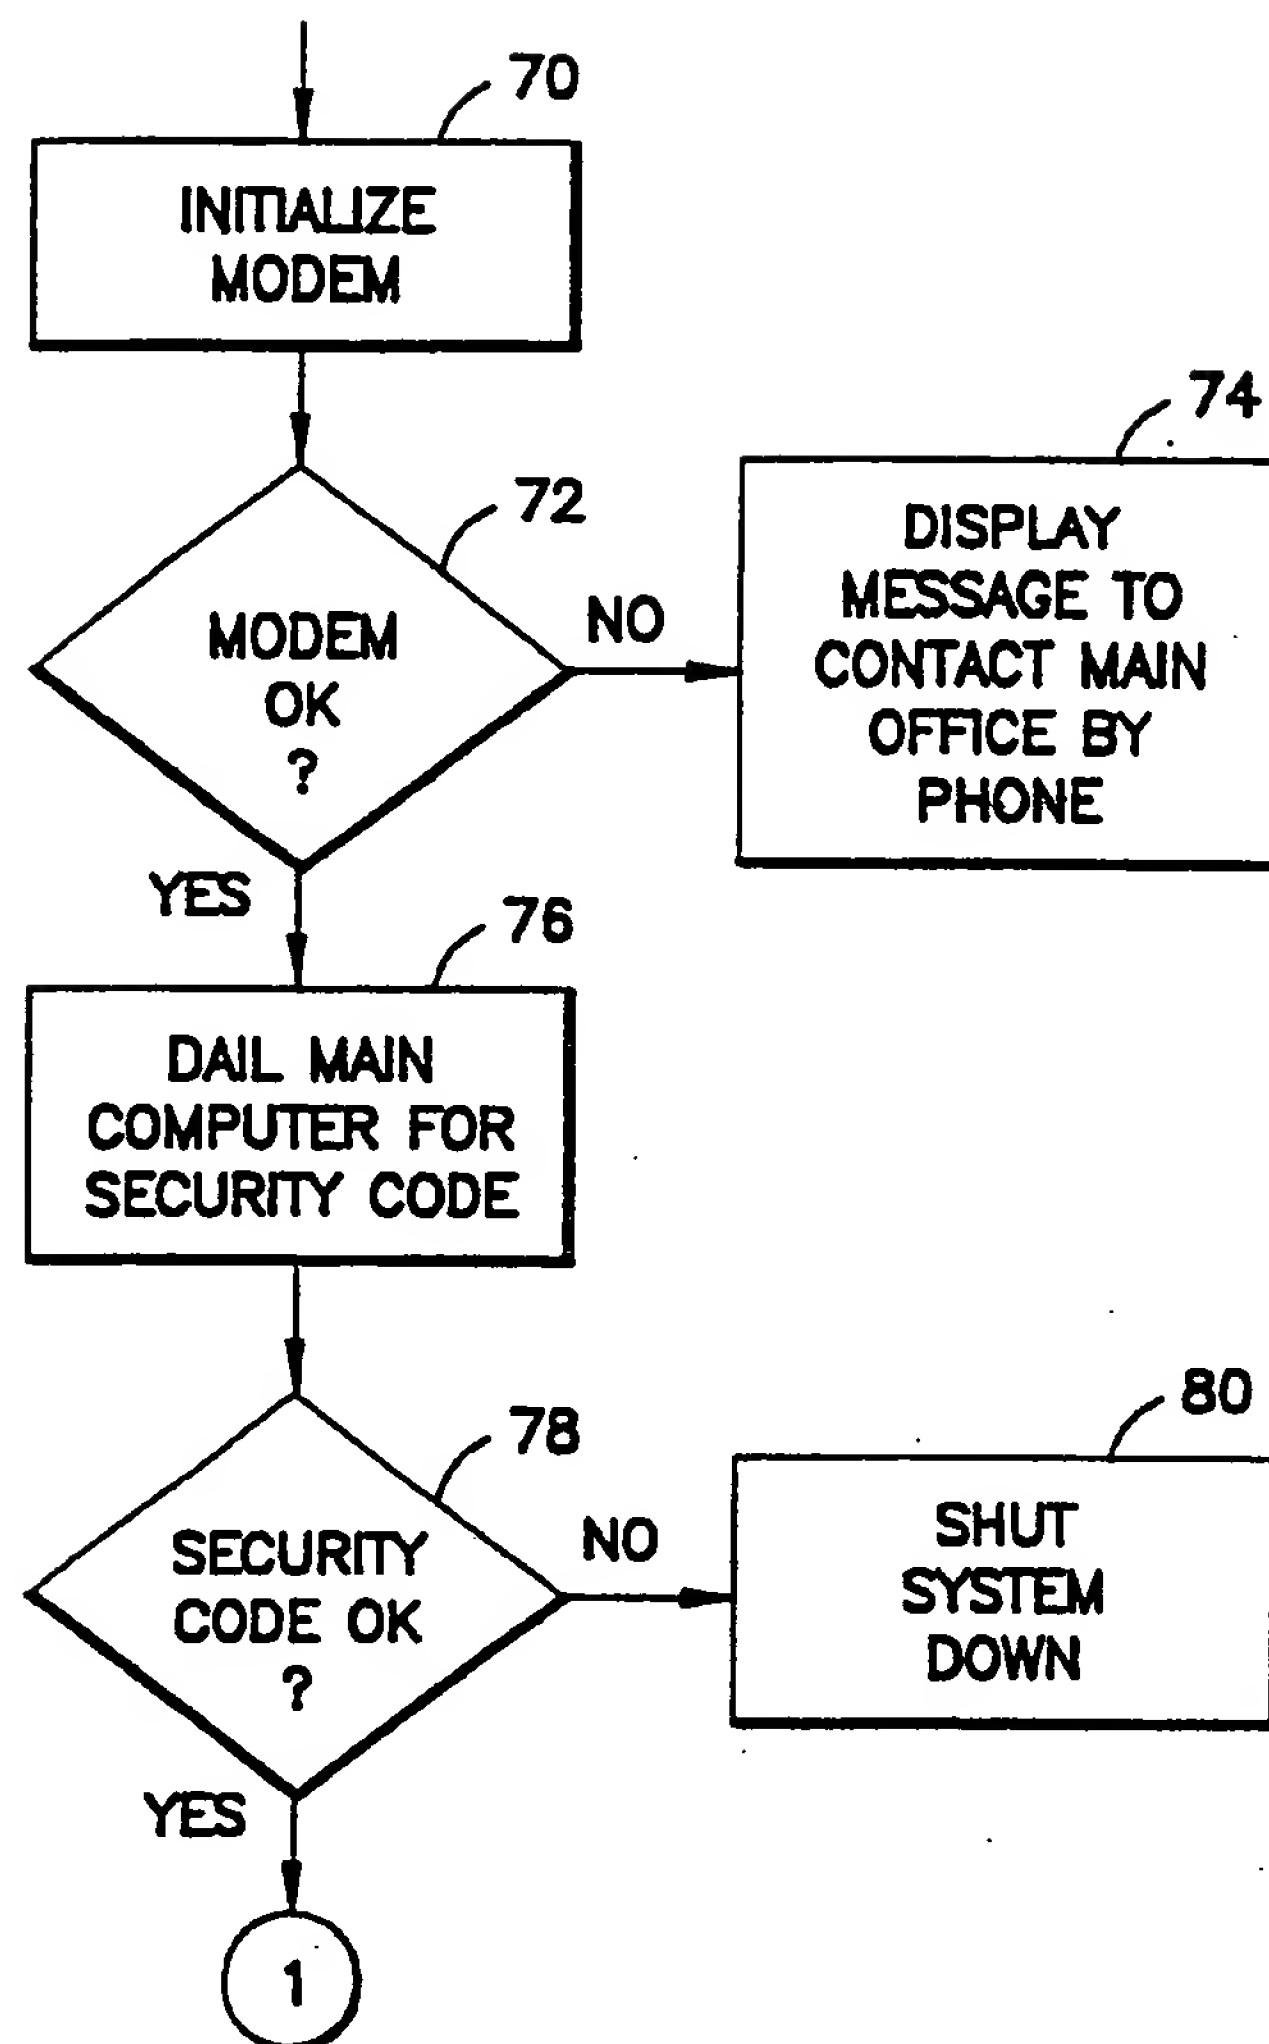 70
INITIALIZE
MODEM
72
MODEM
OK
?
NO
74
DISPLAY
MESSAGE TO
CONTACT MAIN
OFFICE BY
PHONE
YES
76
DAIL MAIN
COMPUTER FOR
SECURITY CODE
78
SECURITY
CODE OK
?
NO
80
SHUT
SYSTEM
DOWN
YES
1